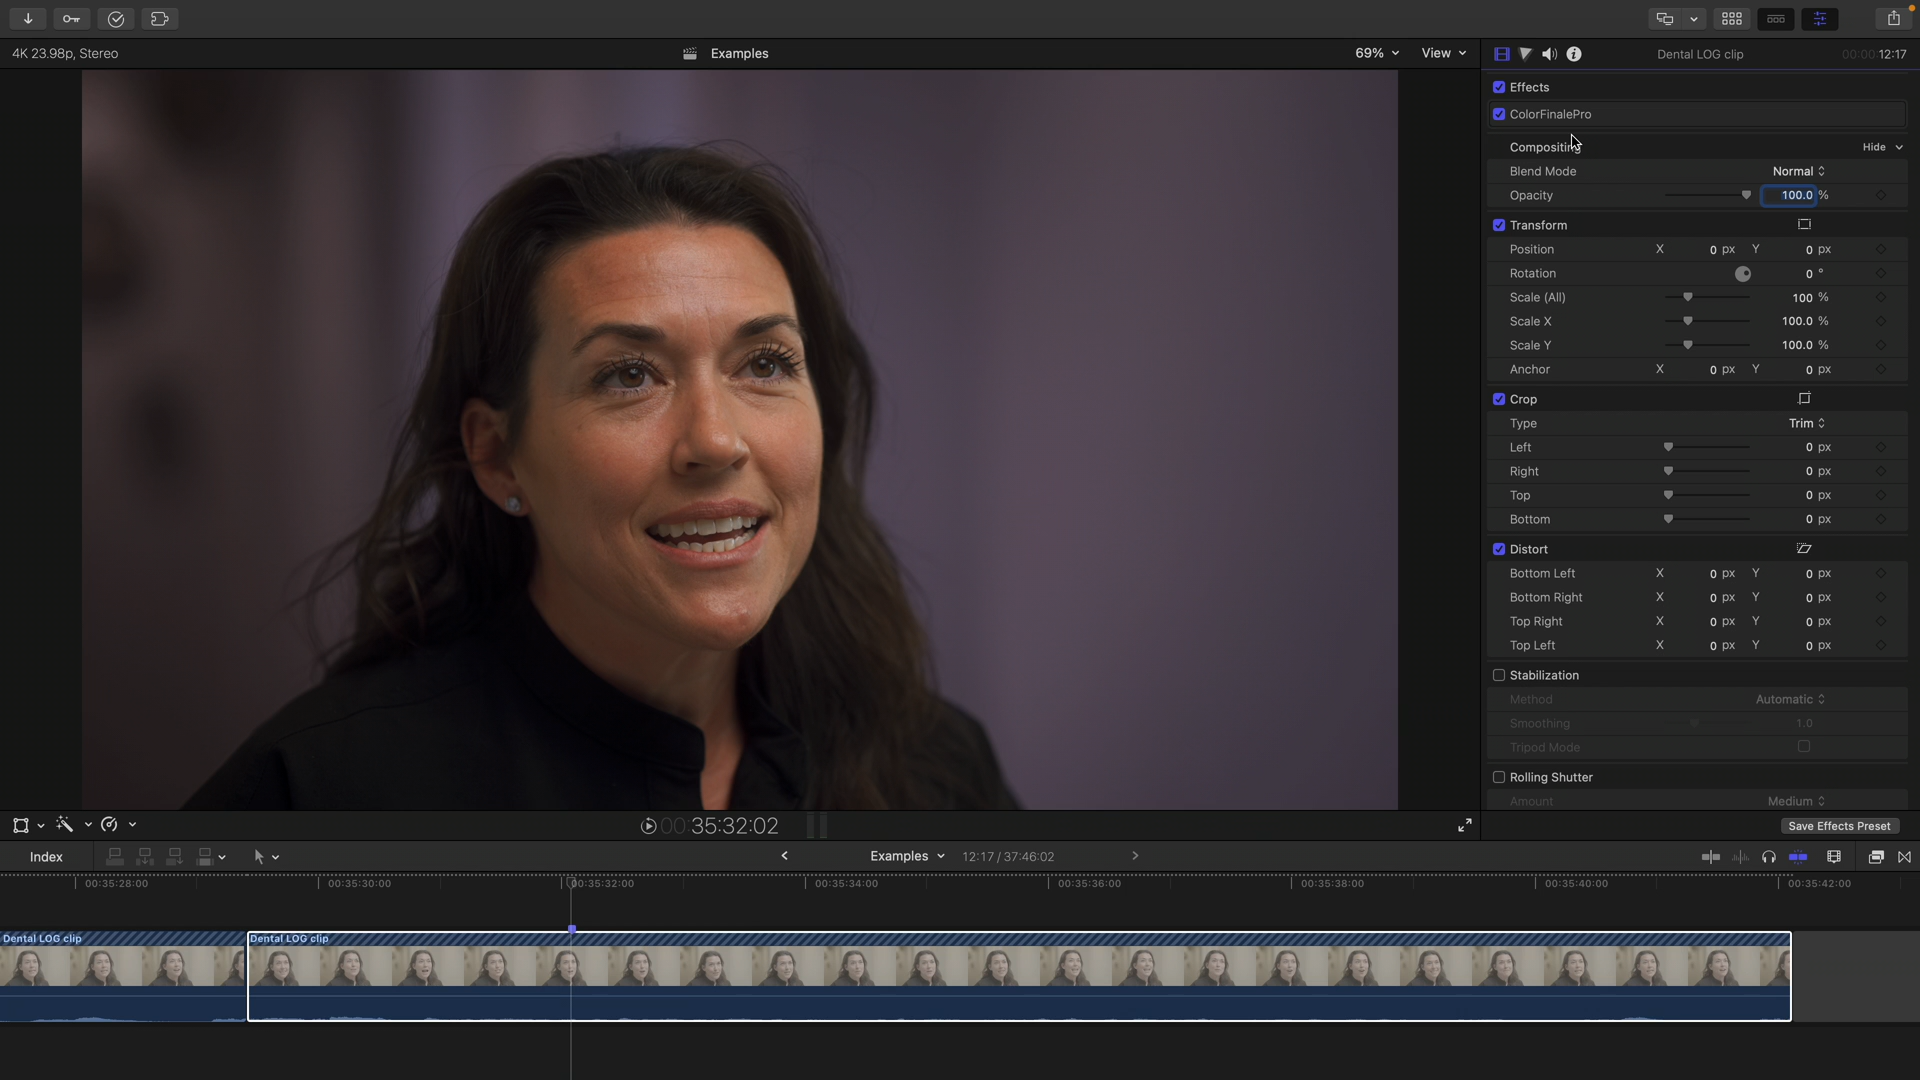 4K 23.98p, Stereo
Examples
69%
View
Dental LOG clip
00:00:12:17
Effects
ColorFinalePro
Compositing
Hide
Blend Mode
Normal
Opacity
100.0 %
Transform
Position
X 0 px Y 0 px
Rotation
0 °
Scale (All)
100 %
Scale X
100.0 %
Scale Y
100.0 %
Anchor
X 0 px Y 0 px
Crop
Type
Trim
Left
0 px
Right
0 px
Top
0 px
Bottom
0 px
Distort
Bottom Left
X 0 px Y 0 px
Bottom Right
X 0 px Y 0 px
Top Right
X 0 px Y 0 px
Top Left
X 0 px Y 0 px
Stabilization
Method
Automatic
Smoothing
1.0
Tripod Mode
Rolling Shutter
Amount
Medium
00:35:32:02
Save Effects Preset
Index
Examples
12:17 / 37:46:02
00:35:28:00
00:35:30:00
00:35:32:00
00:35:34:00
00:35:36:00
00:35:38:00
00:35:40:00
00:35:42:00
Dental LOG clip
Dental LOG clip